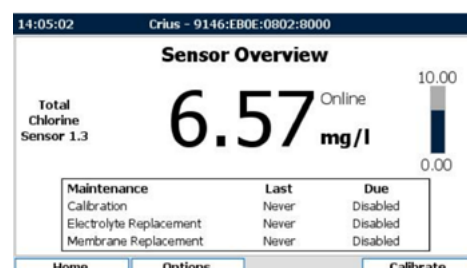 14:05:02 Crius - 9146:EB0E:0802:8000
Sensor Overview
Total
Chlorine
Sensor 1.3
6.57
Online
mg/l
10.00
0.00
Maintenance Last Due
Calibration Never Disabled
Electrolyte Replacement Never Disabled
Membrane Replacement Never Disabled
Home Options Calibrate